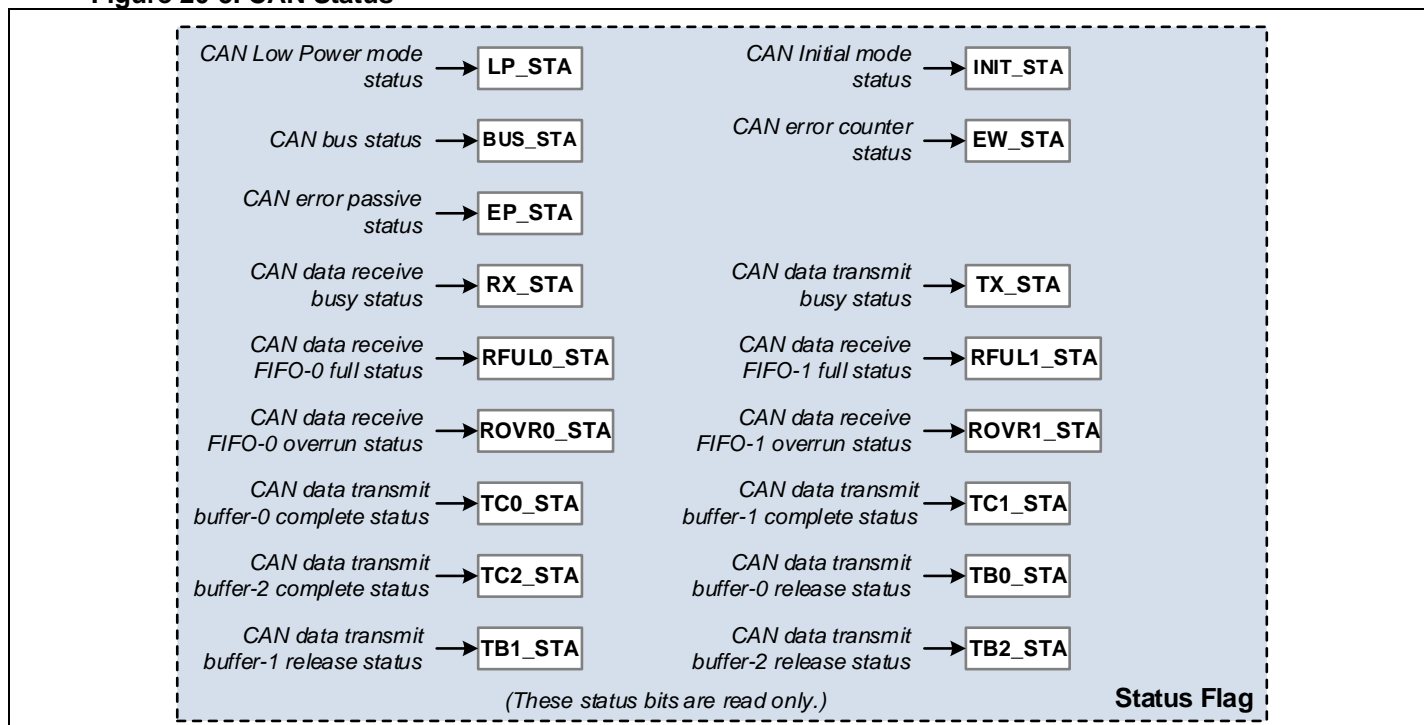 Figure 20-3. CAN Status
CAN Low Power mode
status
LP_STA
CAN Initial mode
status
INIT_STA
CAN bus status
BUS_STA
CAN error counter
status
EW_STA
CAN error passive
status
EP_STA
CAN data receive
busy status
RX_STA
CAN data transmit
busy status
TX_STA
CAN data receive
FIFO-0 full status
RFUL0_STA
CAN data receive
FIFO-1 full status
RFUL1_STA
CAN data receive
FIFO-0 overrun status
ROVR0_STA
CAN data receive
FIFO-1 overrun status
ROVR1_STA
CAN data transmit
buffer-0 complete status
TC0_STA
CAN data transmit
buffer-1 complete status
TC1_STA
CAN data transmit
buffer-2 complete status
TC2_STA
CAN data transmit
buffer-0 release status
TB0_STA
CAN data transmit
buffer-1 release status
TB1_STA
CAN data transmit
buffer-2 release status
TB2_STA
(These status bits are read only.)
Status Flag